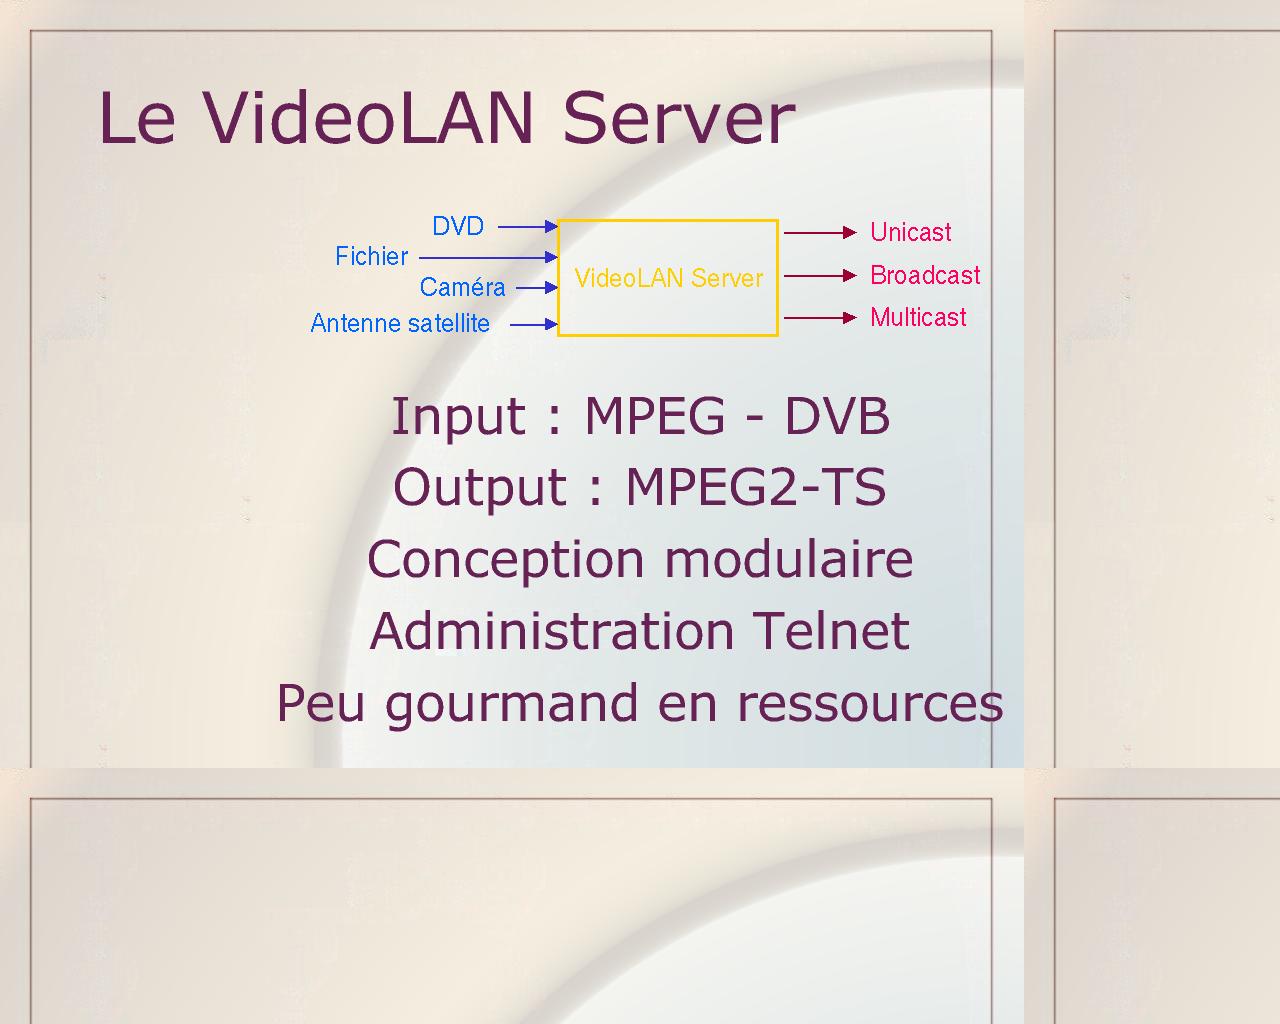 Le VideoLAN Server
DVD
Fichier
Caméra
Antenne satellite
VideoLAN Server
Unicast
Broadcast
Multicast
Input : MPEG - DVB
Output : MPEG2-TS
Conception modulaire
Administration Telnet
Peu gourmand en ressources